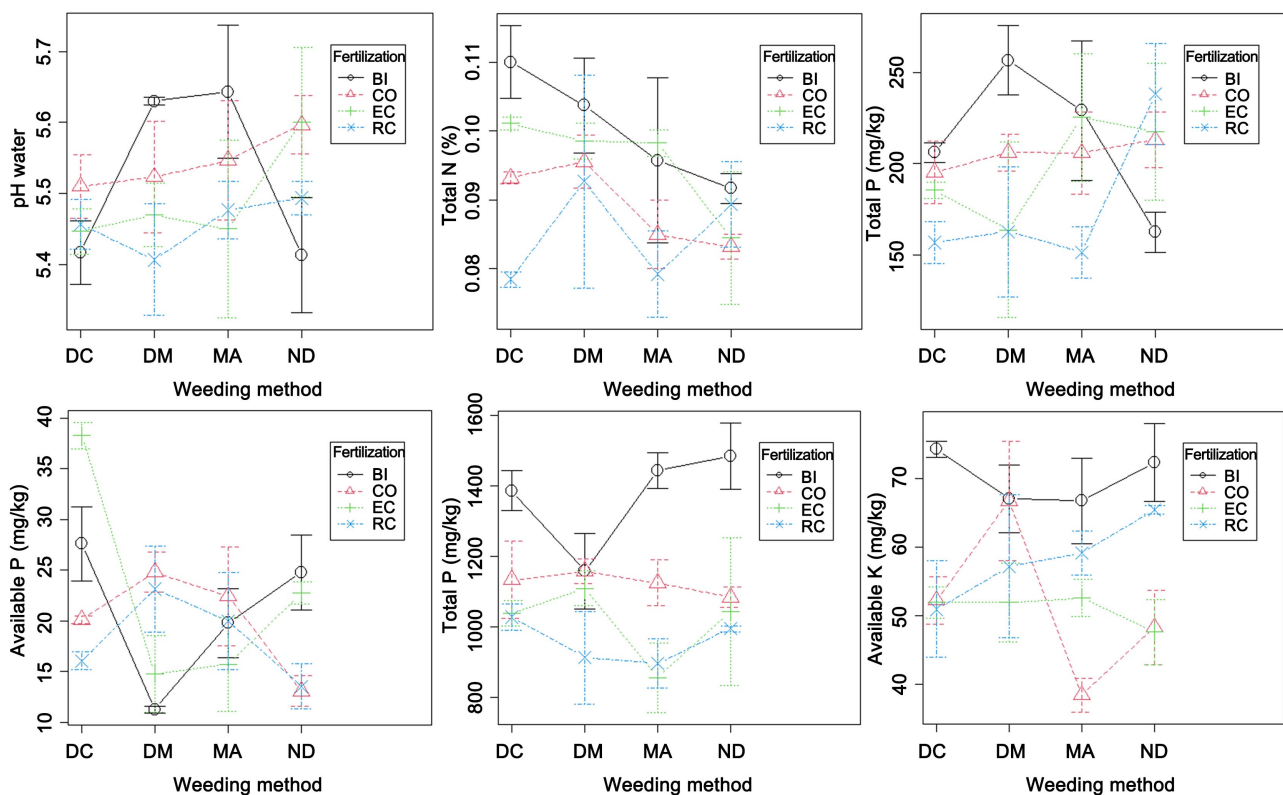 pH water
5.7
5.6
5.5
5.4
Fertilization
BI
CO
EC
RC
DC DM MA ND
Weeding method
Total N (%)
0.11
0.10
0.09
0.08
Fertilization
BI
CO
EC
RC
DC DM MA ND
Weeding method
Total P (mg/kg)
250
200
150
Fertilization
BI
CO
EC
RC
DC DM MA ND
Weeding method
Available P (mg/kg)
40
35
30
25
20
15
10
Fertilization
BI
CO
EC
RC
DC DM MA ND
Weeding method
Total P (mg/kg)
1600
1400
1200
1000
800
Fertilization
BI
CO
EC
RC
DC DM MA ND
Weeding method
Available K (mg/kg)
70
60
50
40
Fertilization
BI
CO
EC
RC
DC DM MA ND
Weeding method